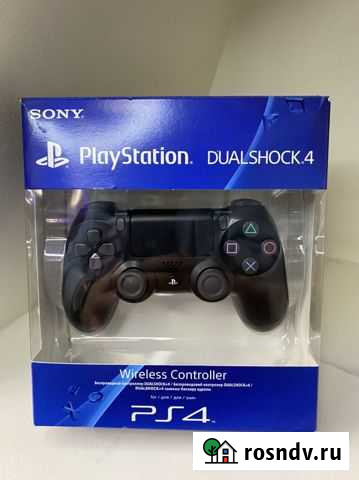 SONY
PlayStation® DUALSHOCK.4
Wireless Controller
PS4
rosndv.ru